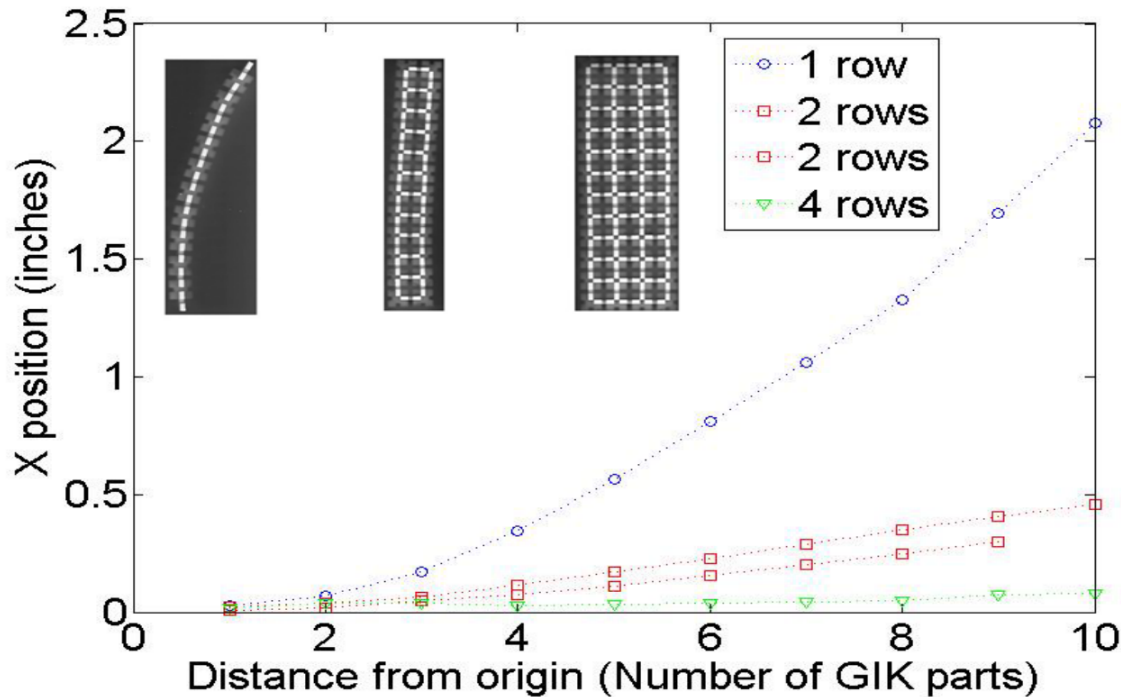 2.5
2
1.5
1
0.5
0
X position (inches)
1 row
2 rows
2 rows
4 rows
0 2 4 6 8 10
Distance from origin (Number of GIK parts)